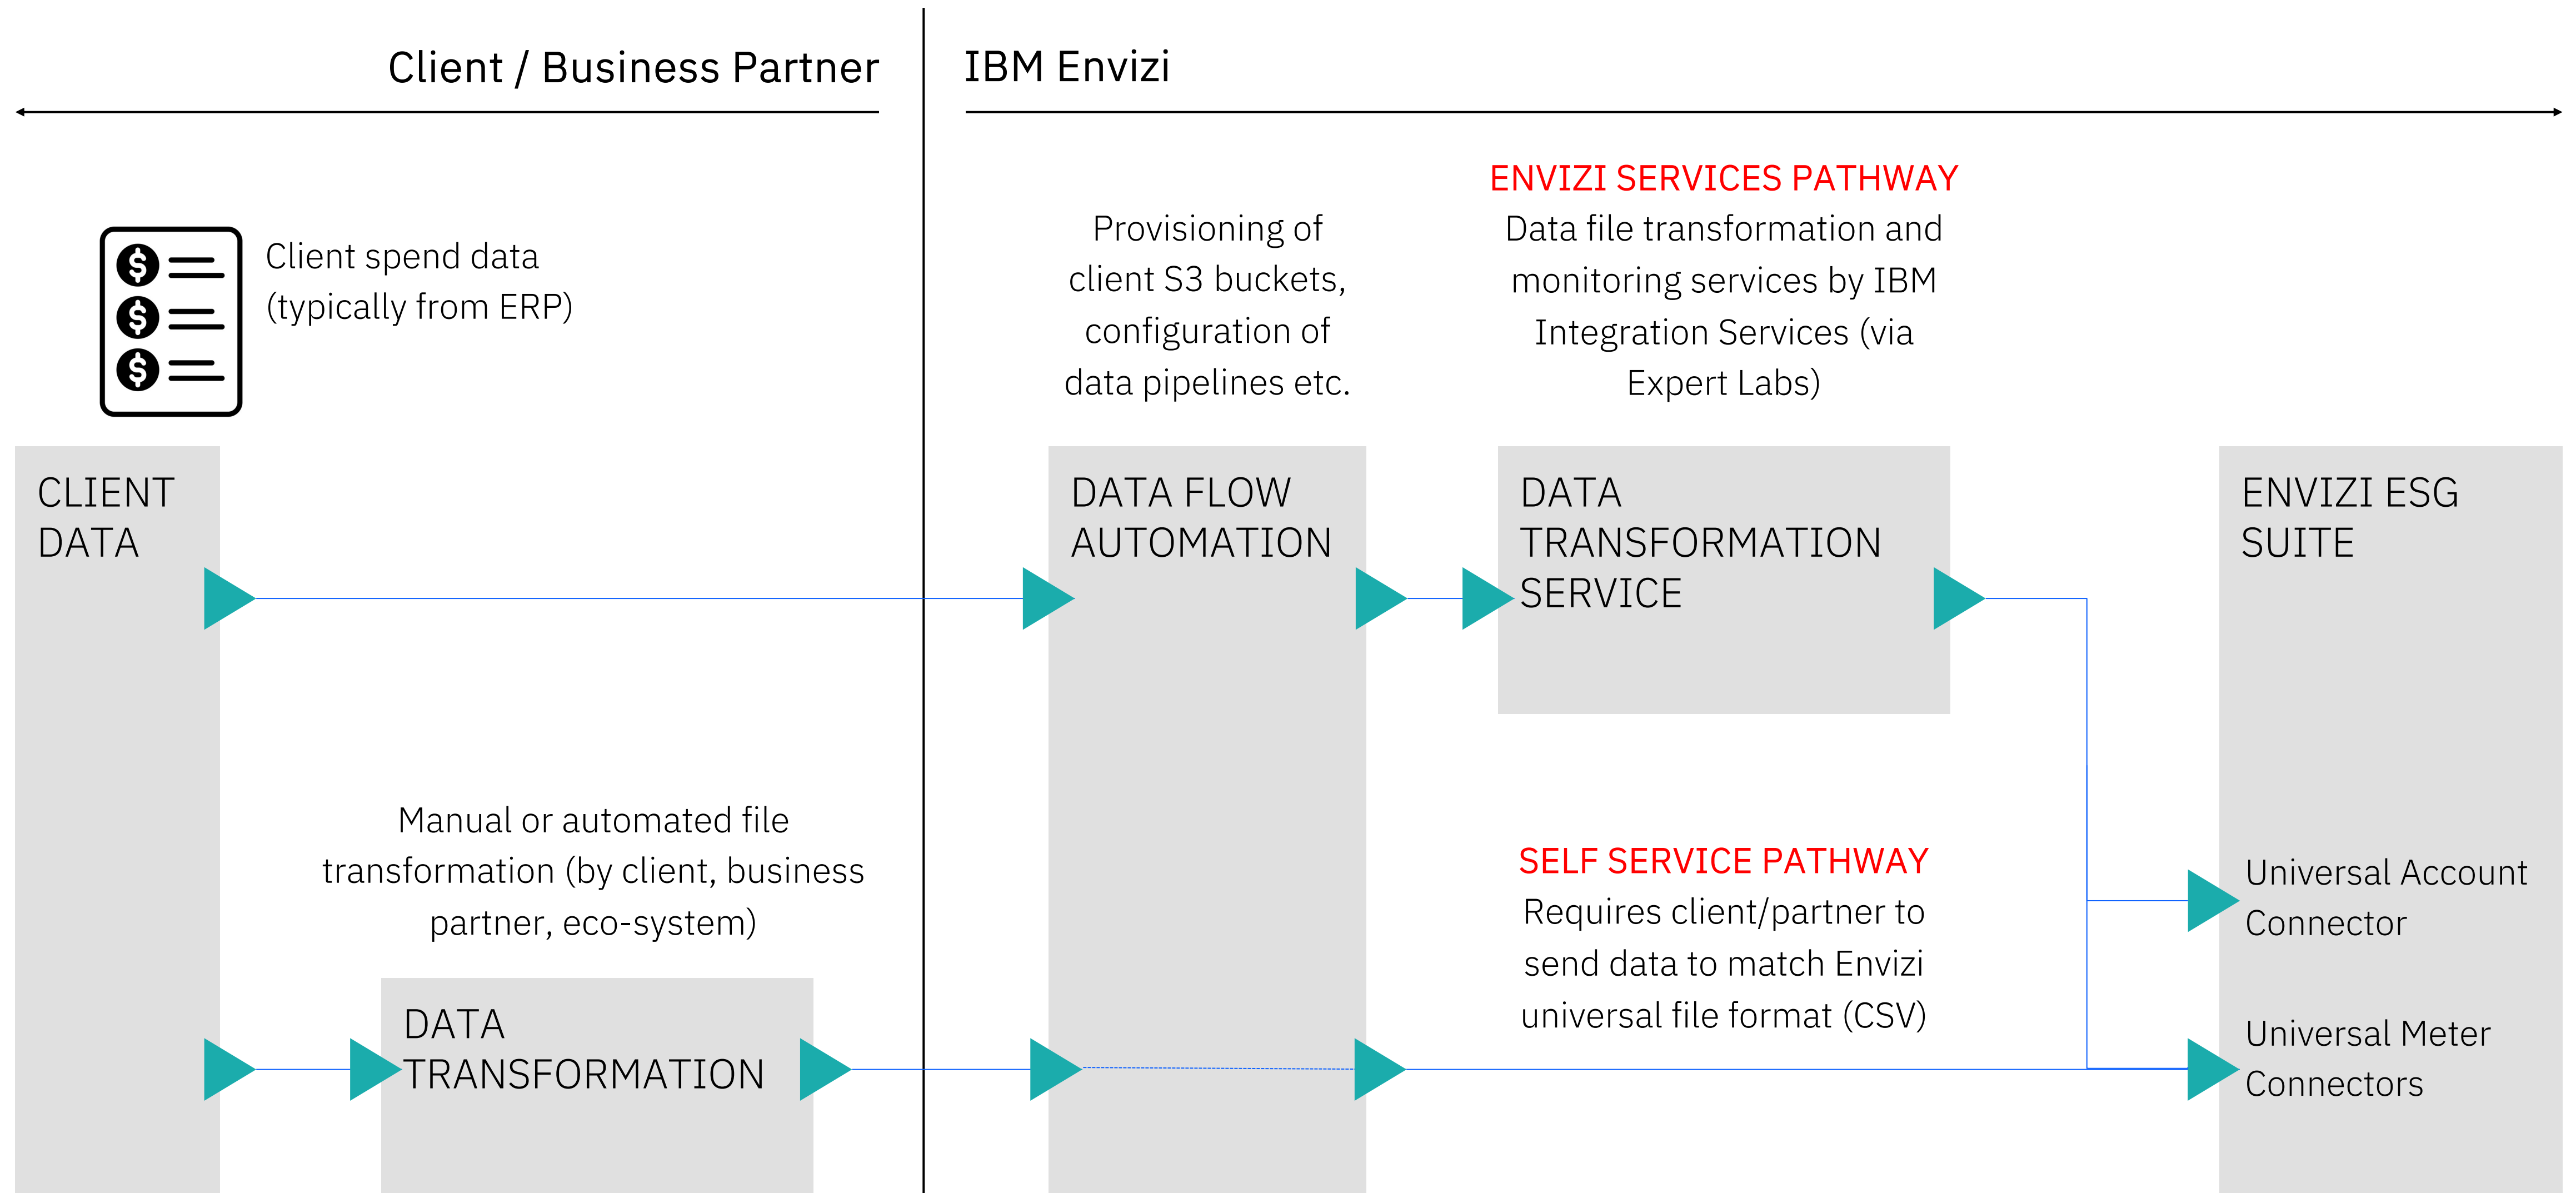 Client / Business Partner
IBM Envizi
Client spend data
(typically from ERP)
Provisioning of
client S3 buckets,
configuration of
data pipelines etc.
ENVIZI SERVICES PATHWAY
Data file transformation and
monitoring services by IBM
Integration Services (via
Expert Labs)
CLIENT
DATA
DATA FLOW
AUTOMATION
DATA
TRANSFORMATION
SERVICE
ENVIZI ESG
SUITE
Manual or automated file
transformation (by client, business
partner, eco-system)
DATA
TRANSFORMATION
SELF SERVICE PATHWAY
Requires client/partner to
send data to match Envizi
universal file format (CSV)
Universal Account
Connector
Universal Meter
Connectors